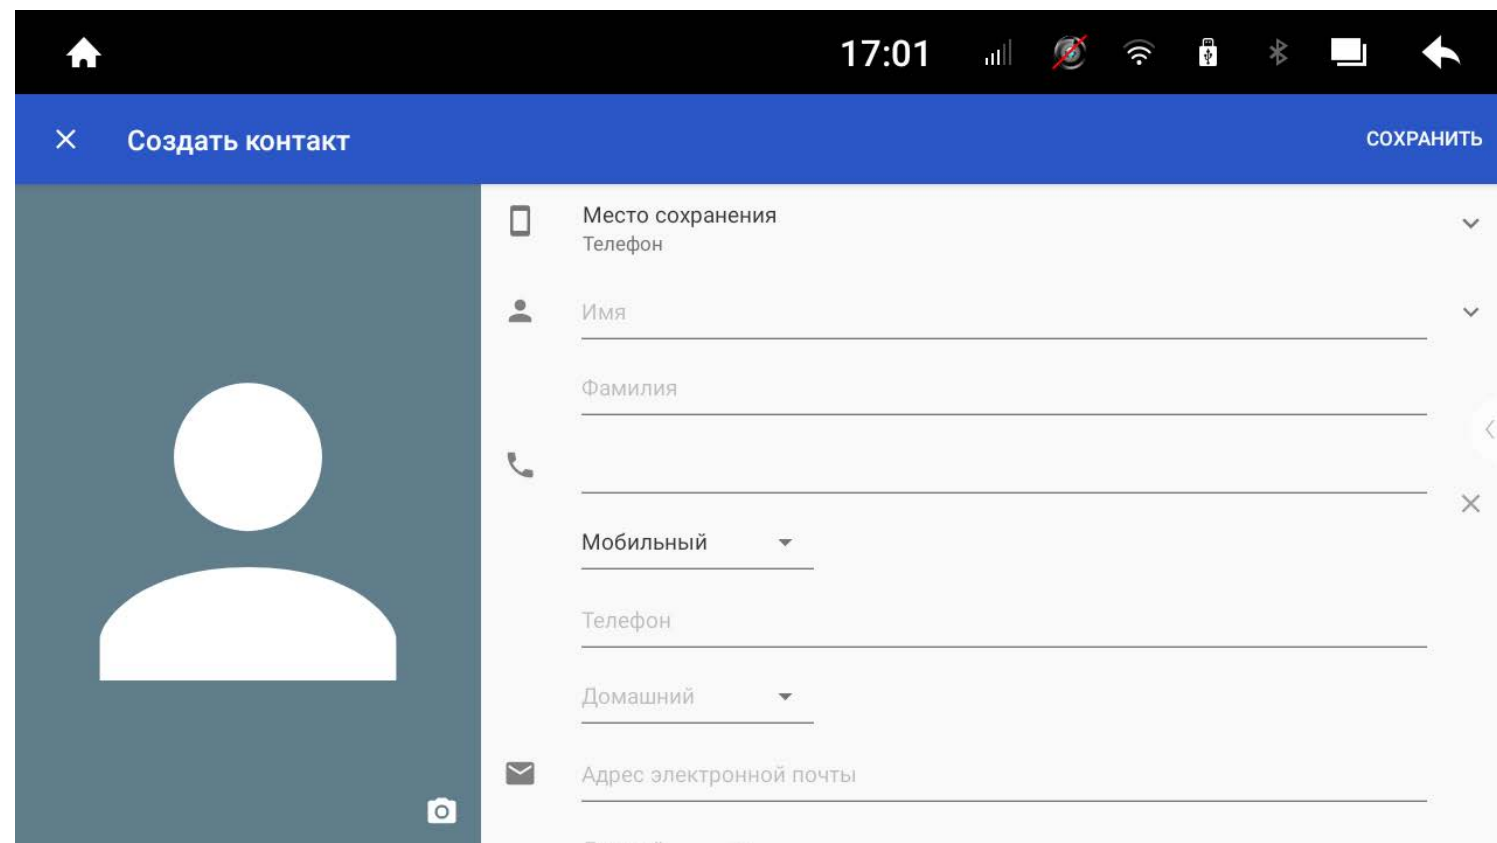 17:01
Создать контакт
СОХРАНИТЬ
Место сохранения
Телефон
Имя
Фамилия
Мобильный
Телефон
Домашний
Адрес электронной почты